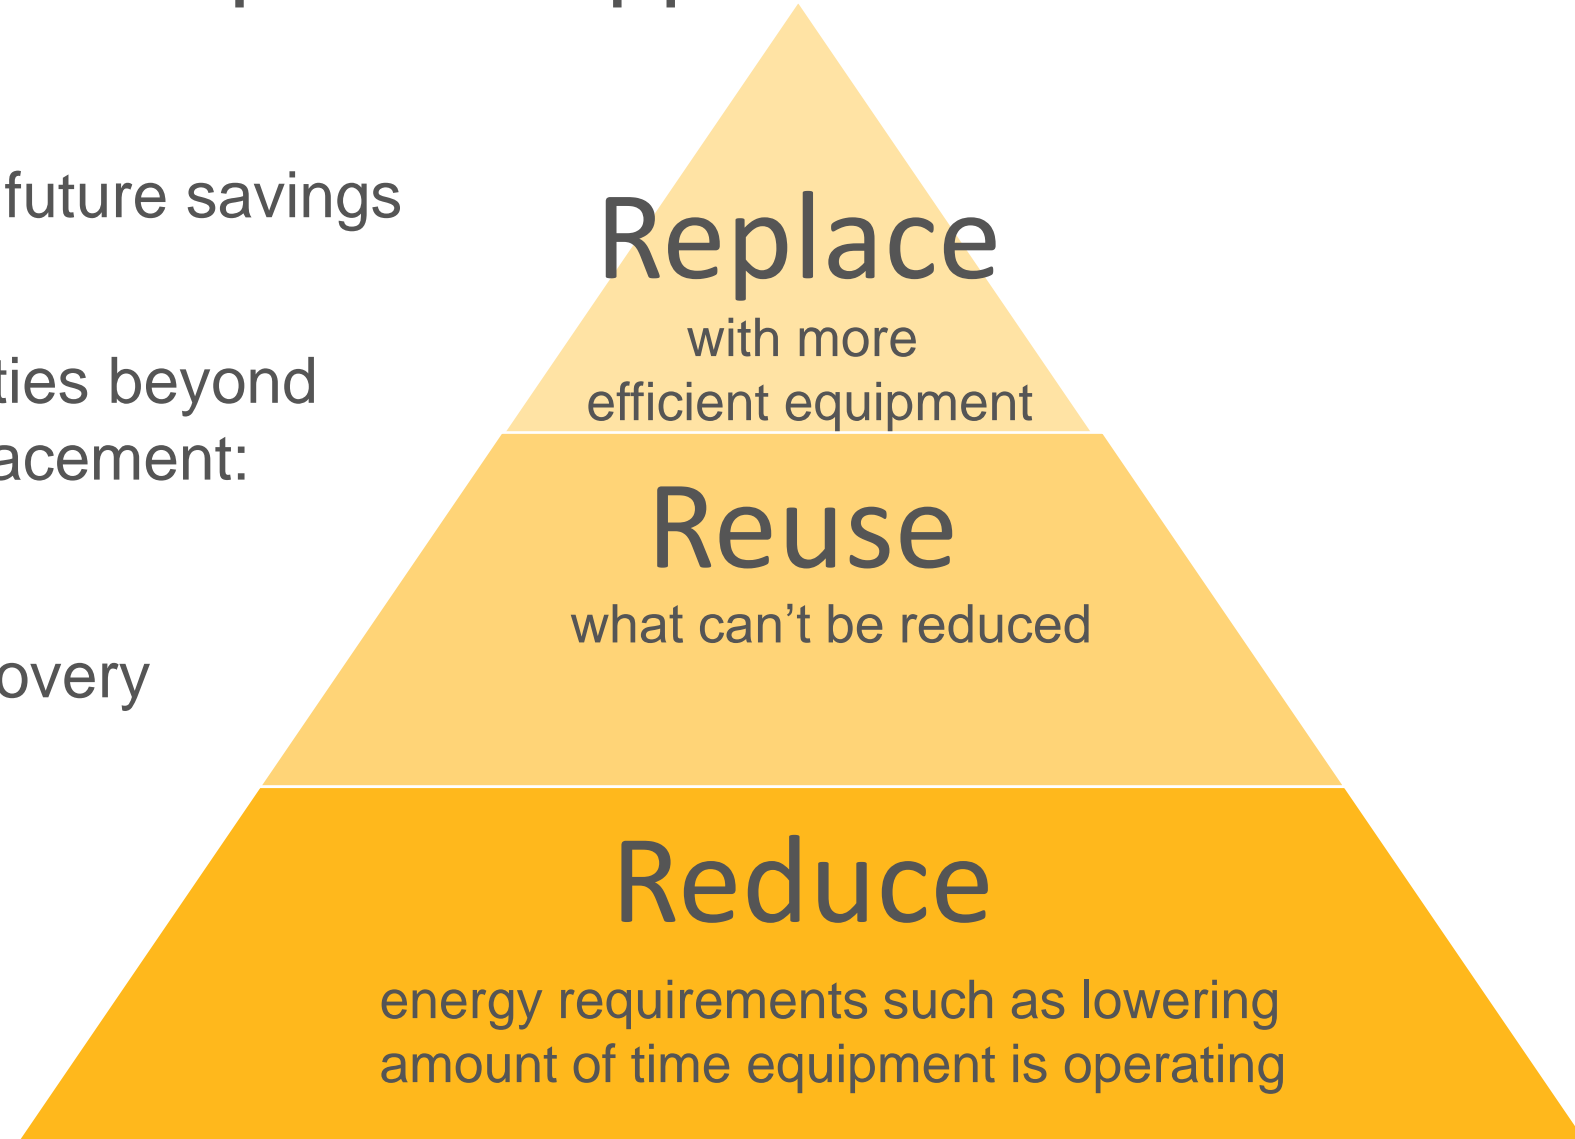 future savings
ties beyond
acement:
overy
Replace
with more
efficient equipment
Reuse
what can’t be reduced
Reduce
energy requirements such as lowering
amount of time equipment is operating